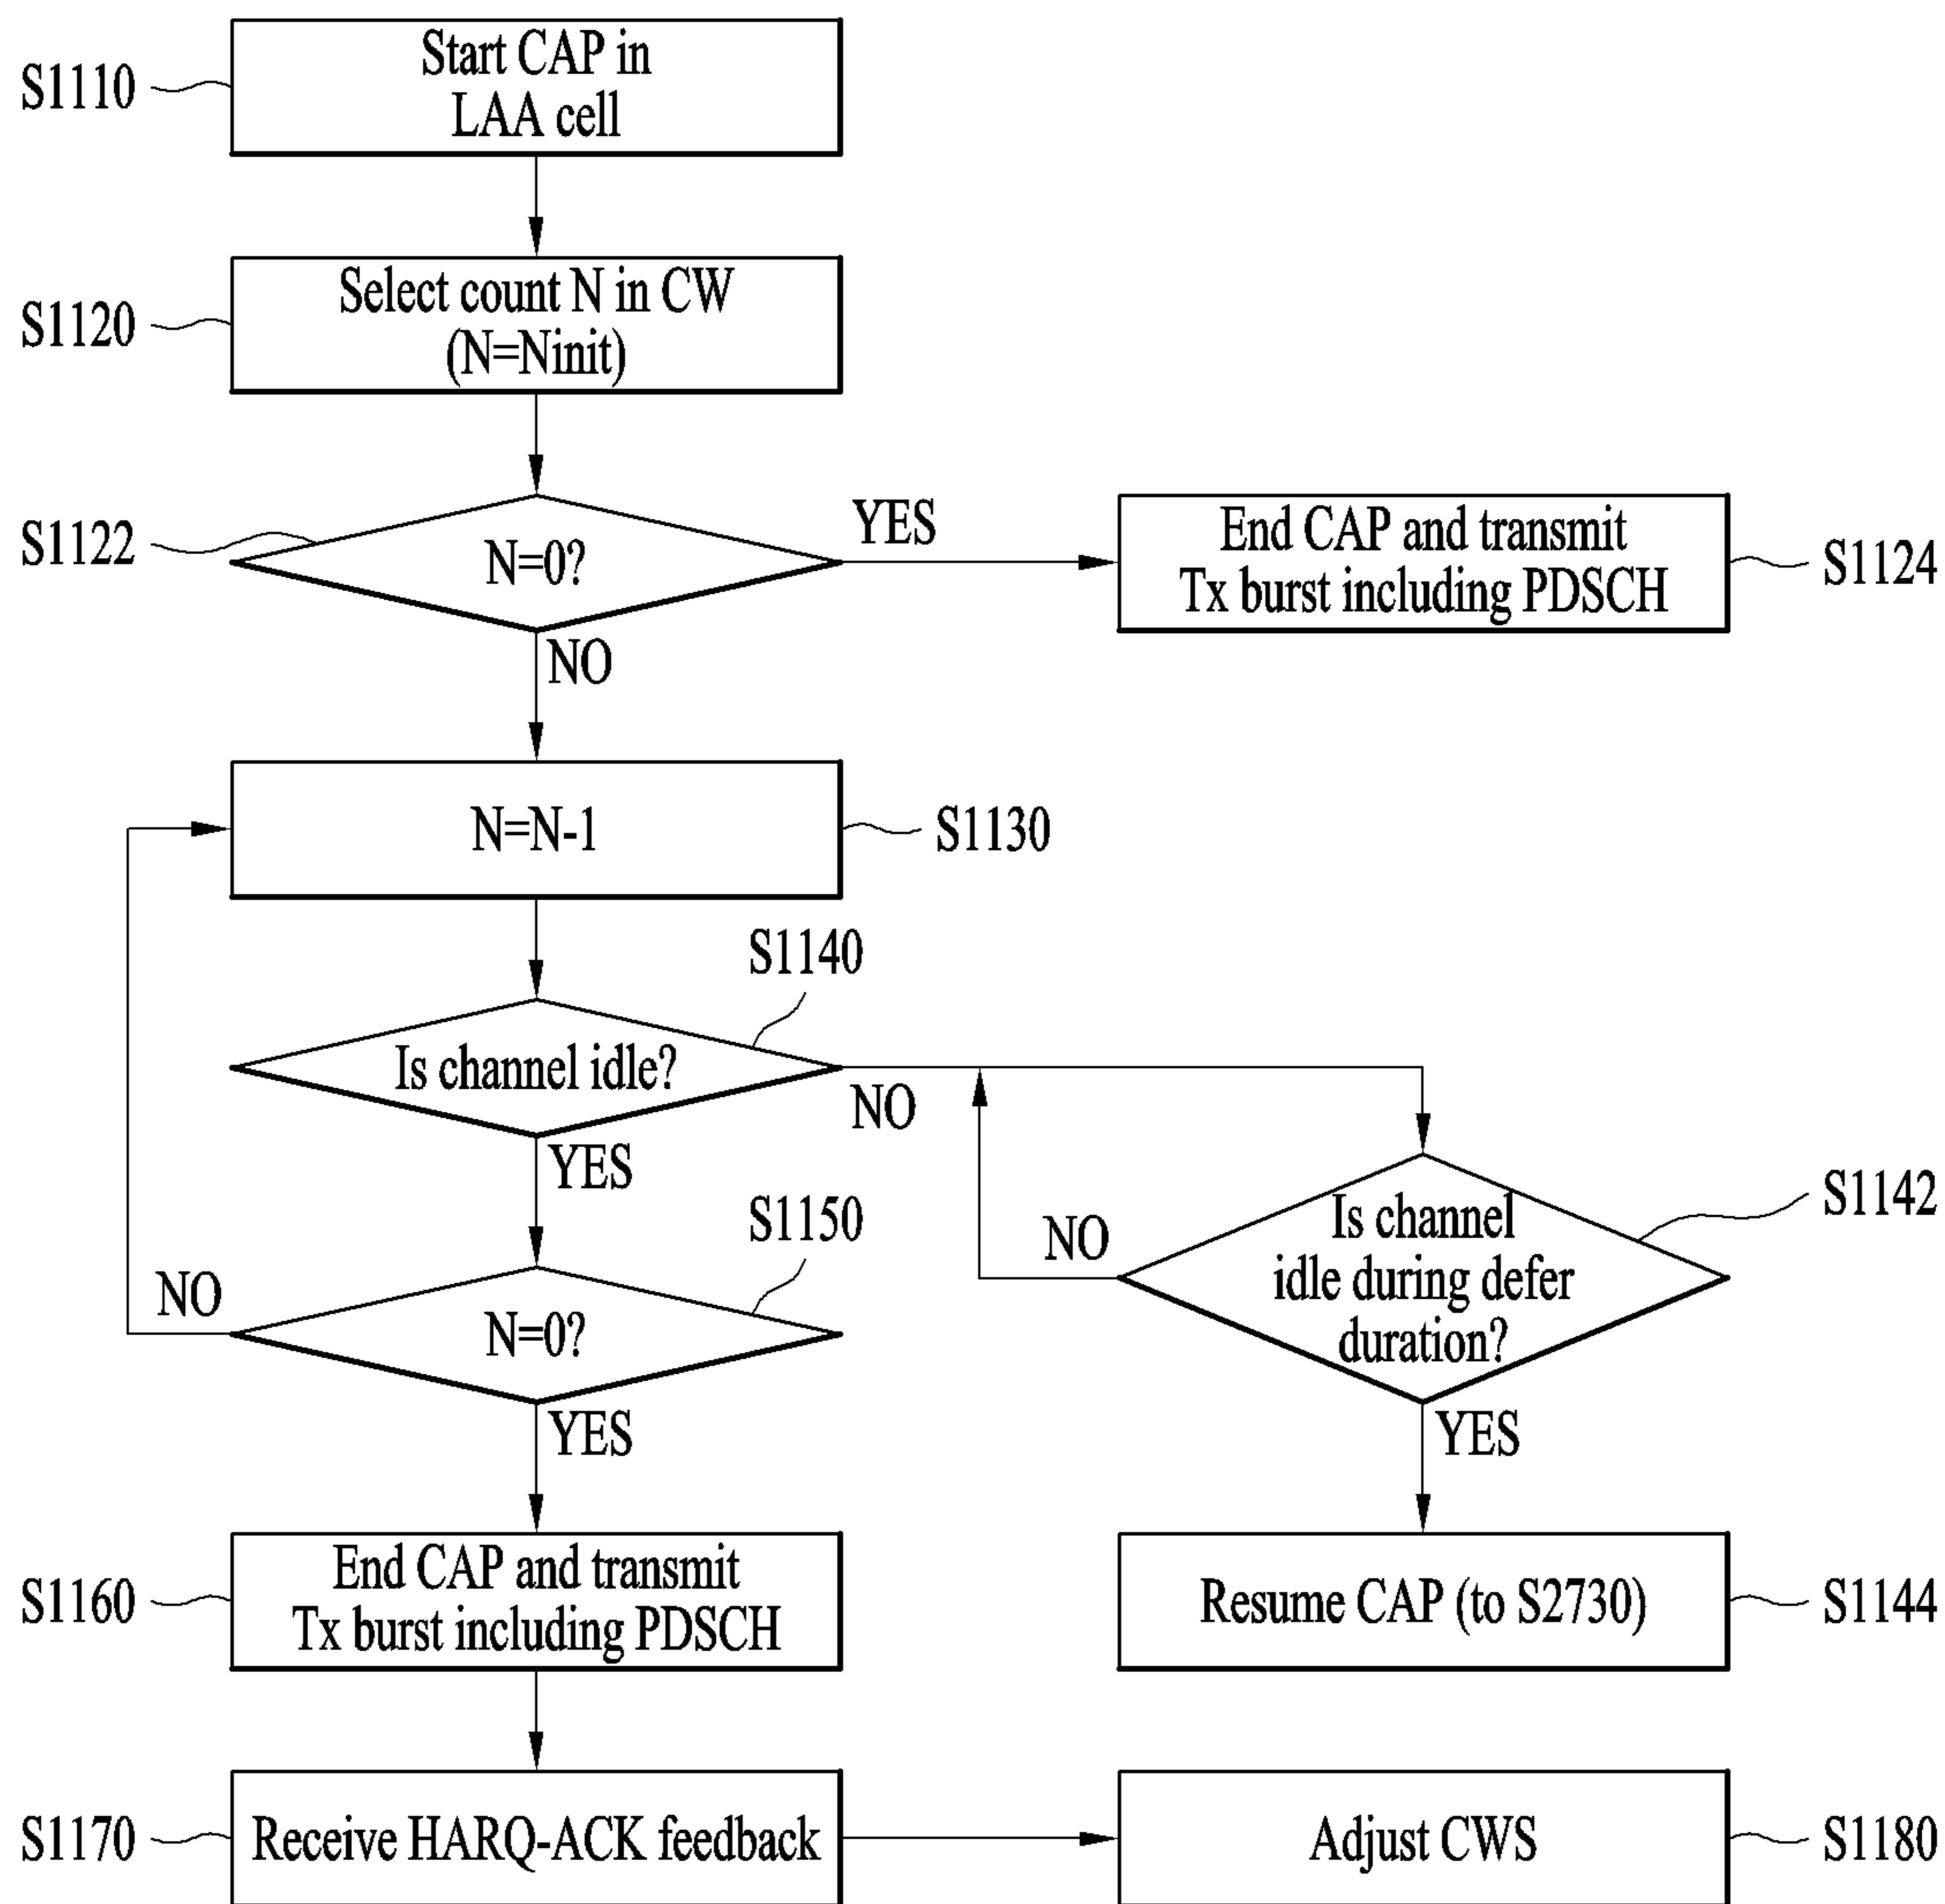 S1110
Start CAP in
LAA cell
S1120
Select count N in CW
(N=Ninit)
S1122
N=0?
YES
End CAP and transmit
Tx burst including PDSCH
S1124
NO
N=N-1
S1130
S1140
Is channel idle?
NO
YES
S1150
NO
N=0?
NO
Is channel
idle during defer
duration?
S1142
YES
YES
S1160
End CAP and transmit
Tx burst including PDSCH
Resume CAP (to S2730)
S1144
S1170
Receive HARQ-ACK feedback
Adjust CWS
S1180